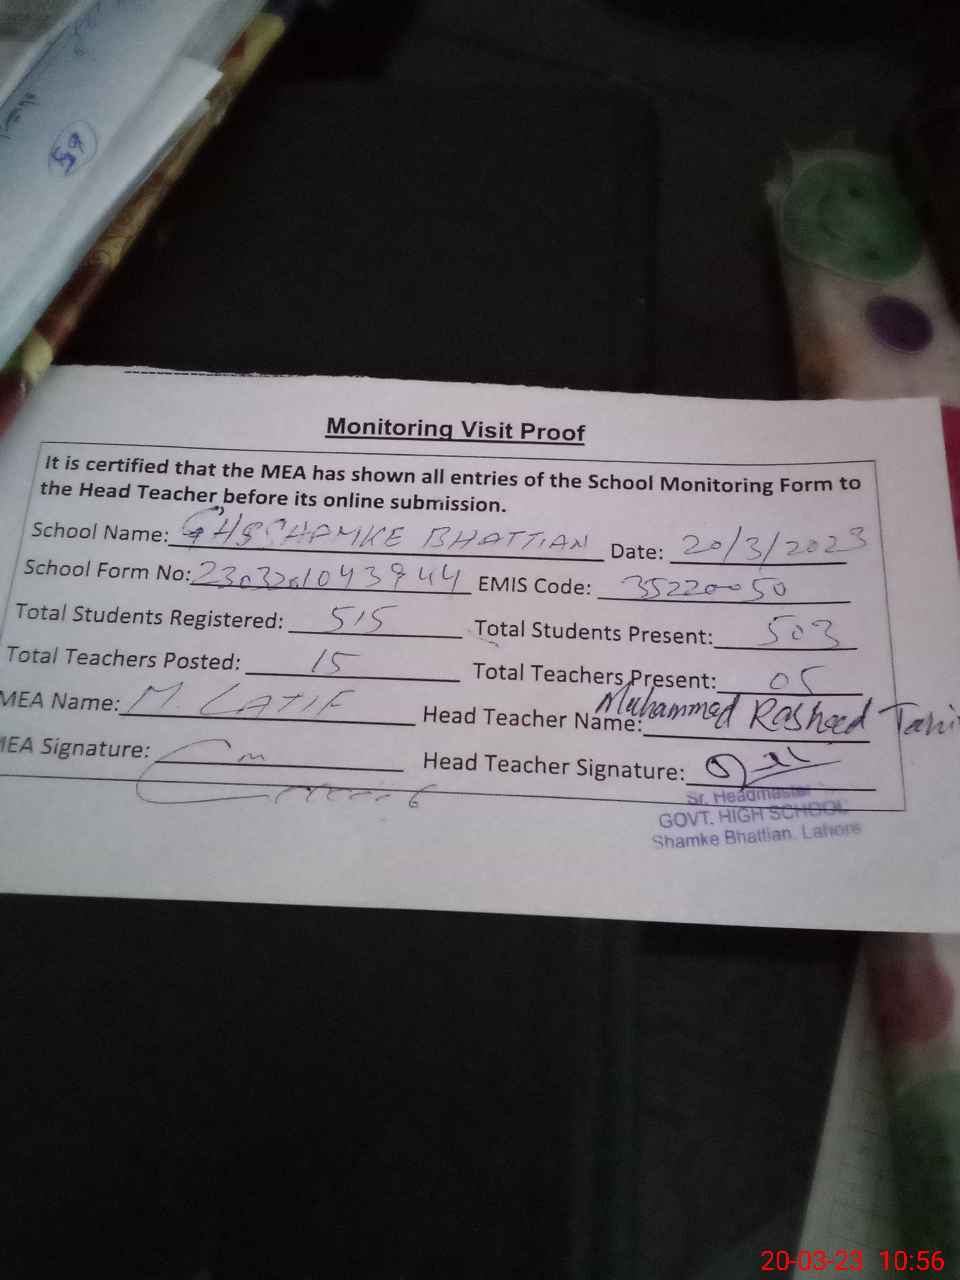 59
Monitoring Visit Proof
It is certified that the MEA has shown all entries of the School Monitoring Form to
the Head Teacher before its online submission.
School Name: GHS SHAMKE BHATTIAN Date: 20/3/2023
School Form No: EMIS Code: 35220050
Total Students Registered: 515 Total Students Present: 503
Total Teachers Posted: 15 Total Teachers Present: 05
MEA Name: M. LATIF Head Teacher Name: Muhammad Rasheed
MEA Signature: Head Teacher Signature:
Sr. Headmaster
GOVT. HIGH SCHOOL
Shamke Bhattian, Lahore
20-03-23 10:56